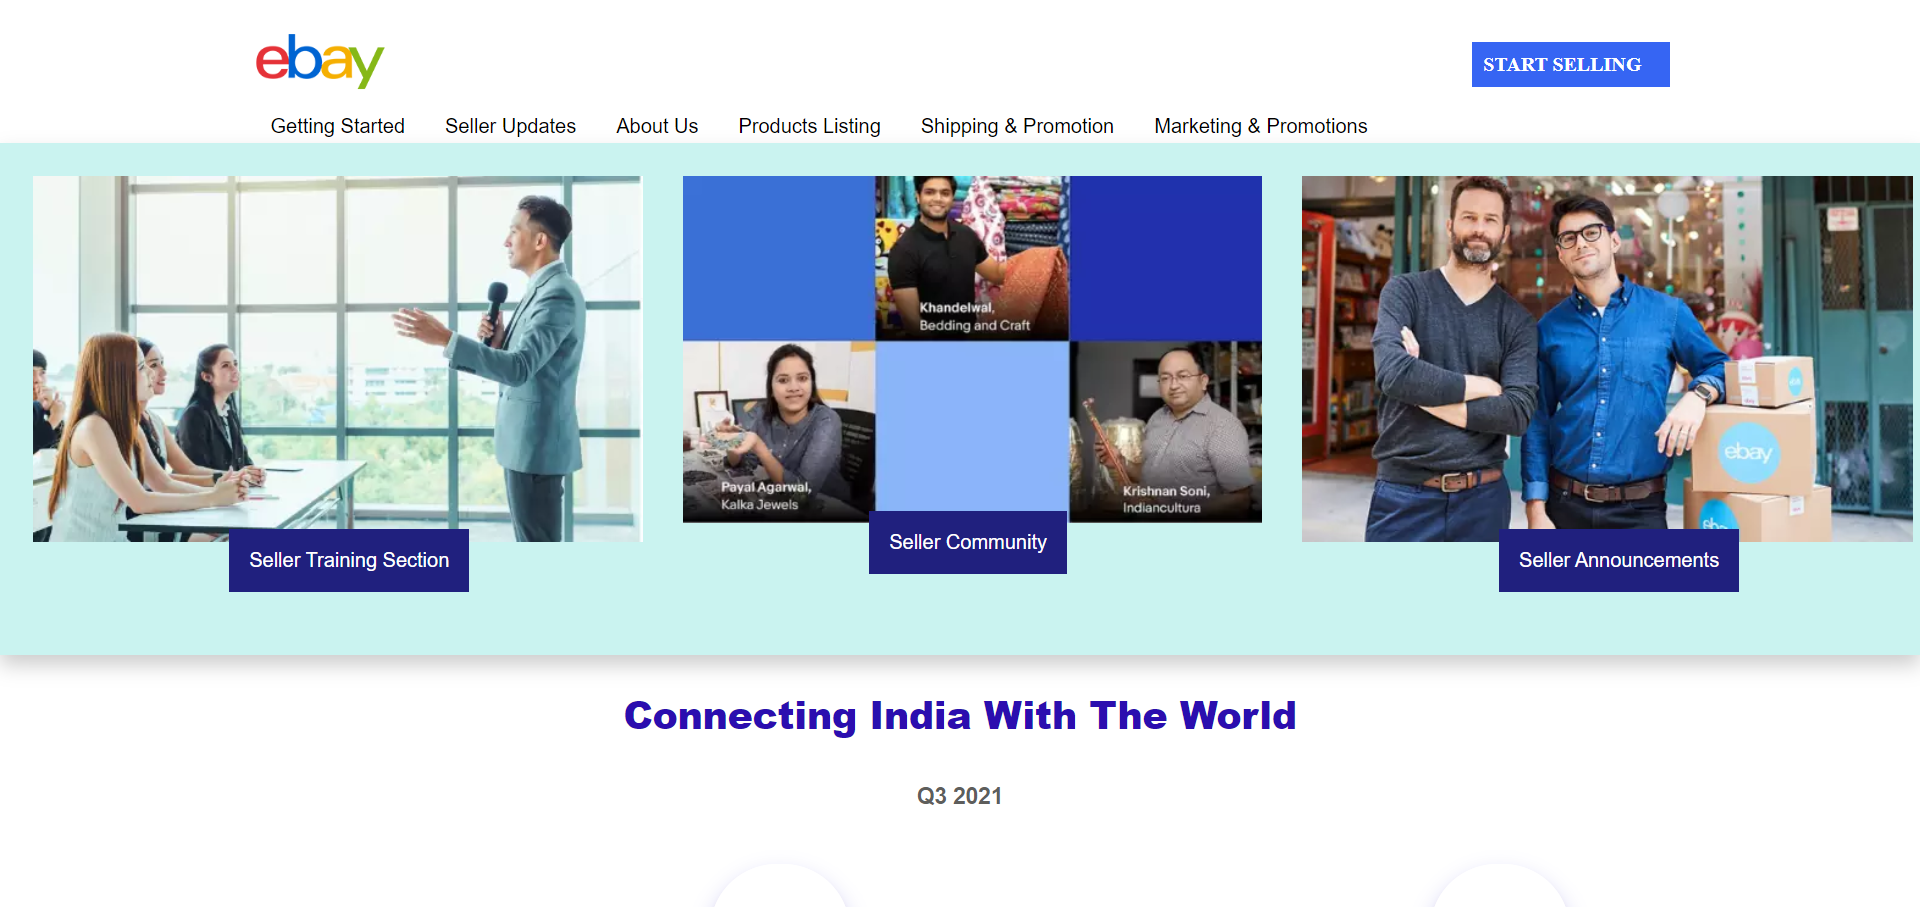 ebay
START SELLING
Getting Started
Seller Updates
About Us
Products Listing
Shipping & Promotion
Marketing & Promotions
Khandelwal,
Bedding and Craft
Payal Agarwal,
Kalka Jewels
Krishnan Soni,
Indiancultura
ebay
ebay
Seller Training Section
Seller Community
Seller Announcements
Connecting India With The World
Q3 2021